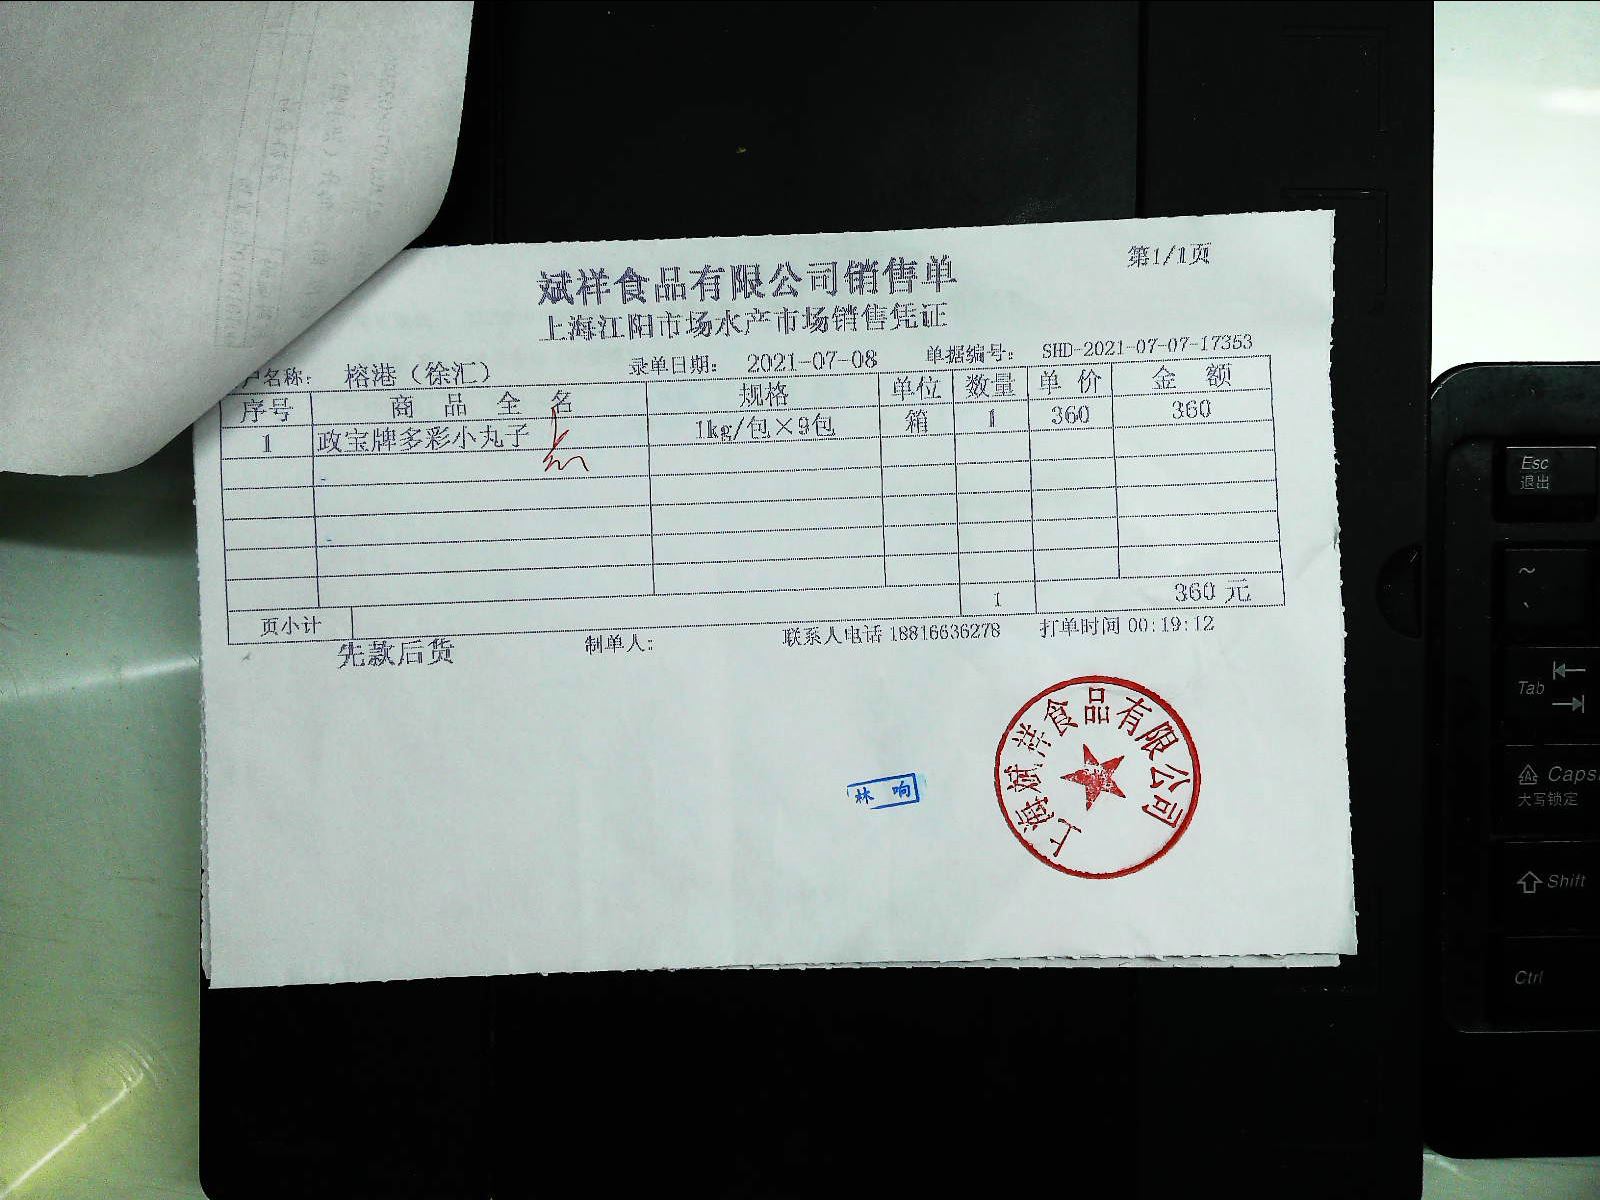 第1/1页
斌祥食品有限公司销售单
上海江阳市场水产市场销售凭证
户名称： 榕港（徐汇） 录单日期： 2021-07-08 单据编号： SHD-2021-07-07-17353
序号 商 品 全 名 规格 单位 数量 单 价 金 额
1 政宝牌多彩小丸子 1kg/包×9包 箱 1 360 360
页小计 1 360 元
先款后货 制单人： 联系人电话 18816636278 打单时间 00:19:12
上海斌祥食品有限公司
林 响
Esc
退出
~
、
Tab
Caps
大写锁定
Shift
Ctrl